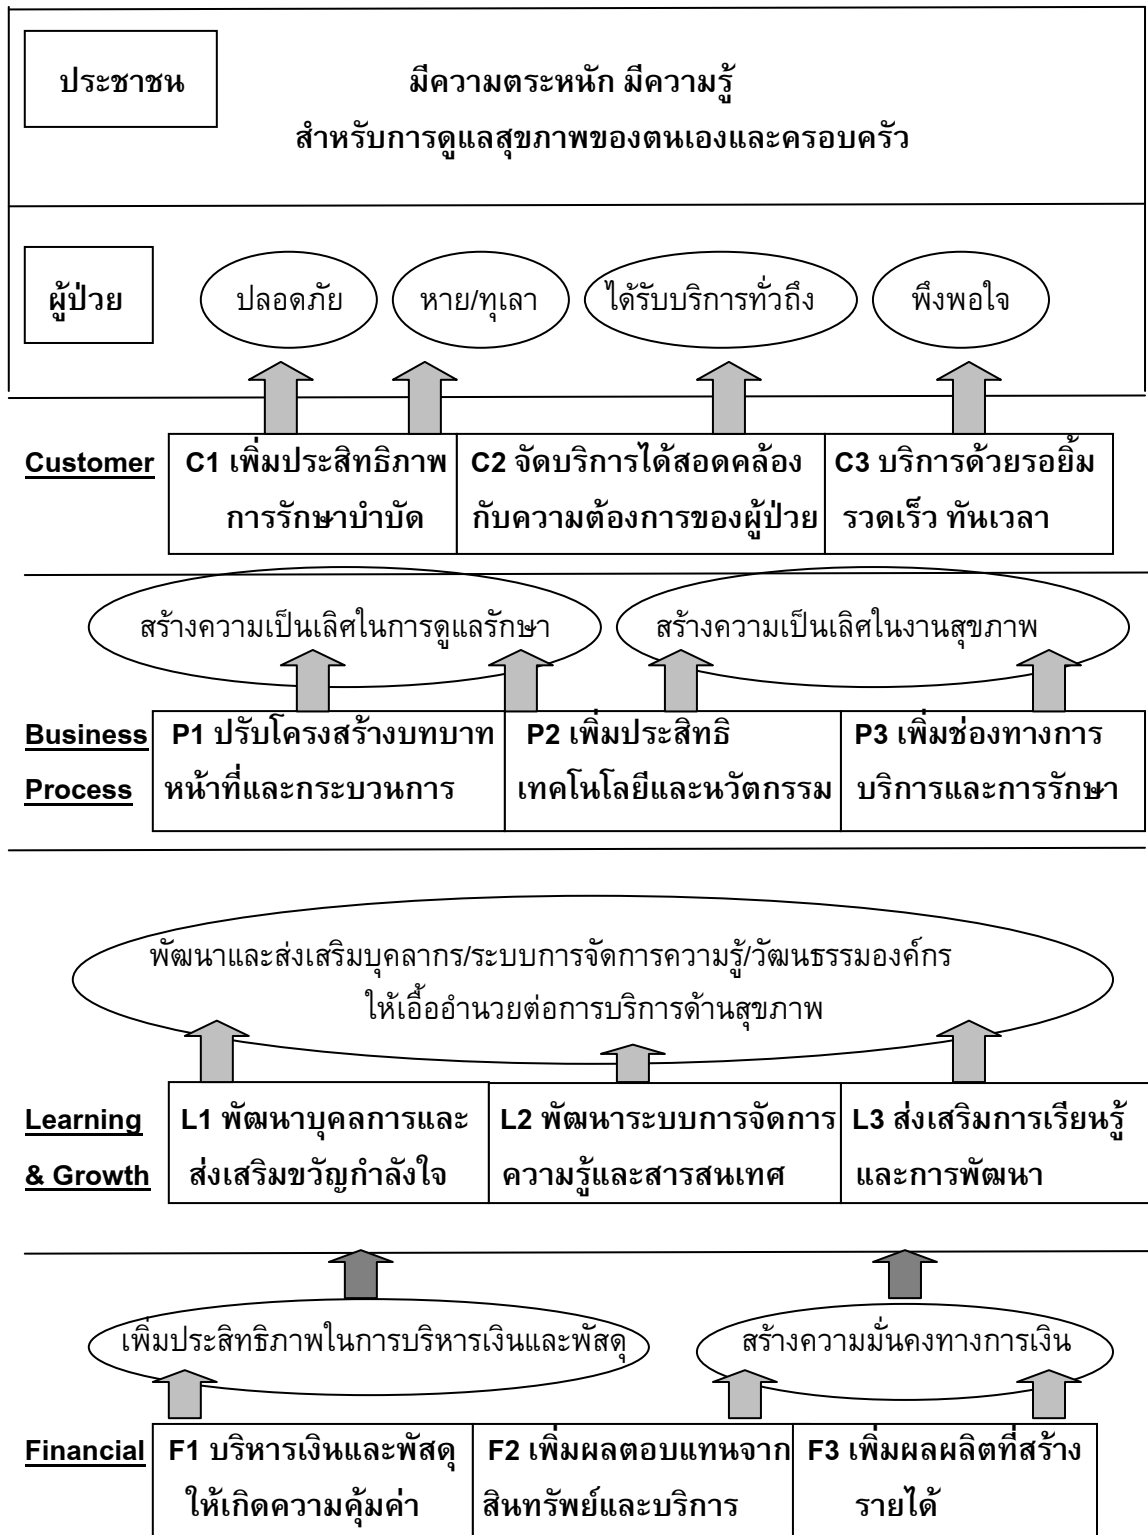 ประชาชน
มีความตระหนัก มีความรู้
สำหรับการดูแลสุขภาพของตนเองและครอบครัว
ผู้ป่วย
ปลอดภัย
หาย/ทุเลา
ได้รับบริการทั่วถึง
พึงพอใจ
Customer
C1 เพิ่มประสิทธิภาพ
การรักษาบำบัด
C2 จัดบริการได้สอดคล้อง
กับความต้องการของผู้ป่วย
C3 บริการด้วยรอยิ้ม
รวดเร็ว ทันเวลา
สร้างความเป็นเลิศในการดูแลรักษา
สร้างความเป็นเลิศในงานสุขภาพ
Business
Process
P1 ปรับโครงสร้างบทบาท
หน้าที่และกระบวนการ
P2 เพิ่มประสิทธิ
เทคโนโลยีและนวัตกรรม
P3 เพิ่มช่องทางการ
บริการและการรักษา
พัฒนาและส่งเสริมบุคลากร/ระบบการจัดการความรู้/วัฒนธรรมองค์กร
ให้เอื้ออำนวยต่อการบริการด้านสุขภาพ
Learning
& Growth
L1 พัฒนาบุคลการและ
ส่งเสริมขวัญกำลังใจ
L2 พัฒนาระบบการจัดการ
ความรู้และสารสนเทศ
L3 ส่งเสริมการเรียนรู้
และการพัฒนา
เพิ่มประสิทธิภาพในการบริหารเงินและพัสดุ
สร้างความมั่นคงทางการเงิน
Financial
F1 บริหารเงินและพัสดุ
ให้เกิดความคุ้มค่า
F2 เพิ่มผลตอบแทนจาก
สินทรัพย์และบริการ
F3 เพิ่มผลผลิตที่สร้าง
รายได้